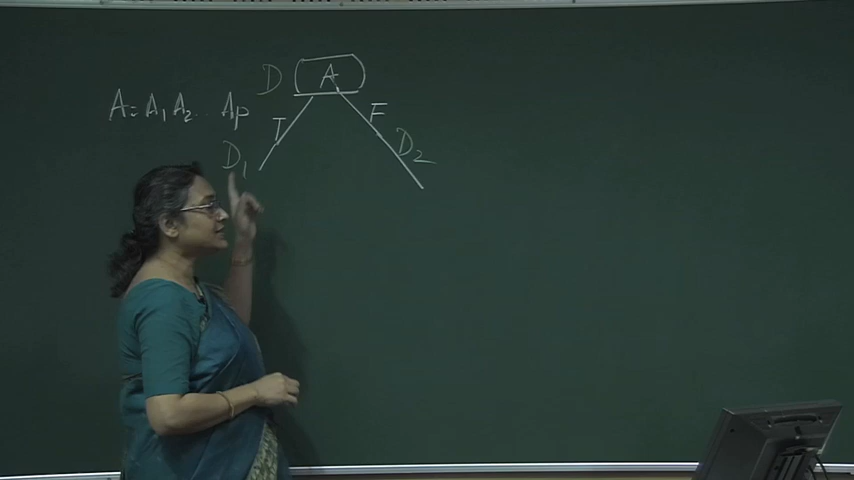 D A
A = A1 A2 .. Ap
T F
D1 D2